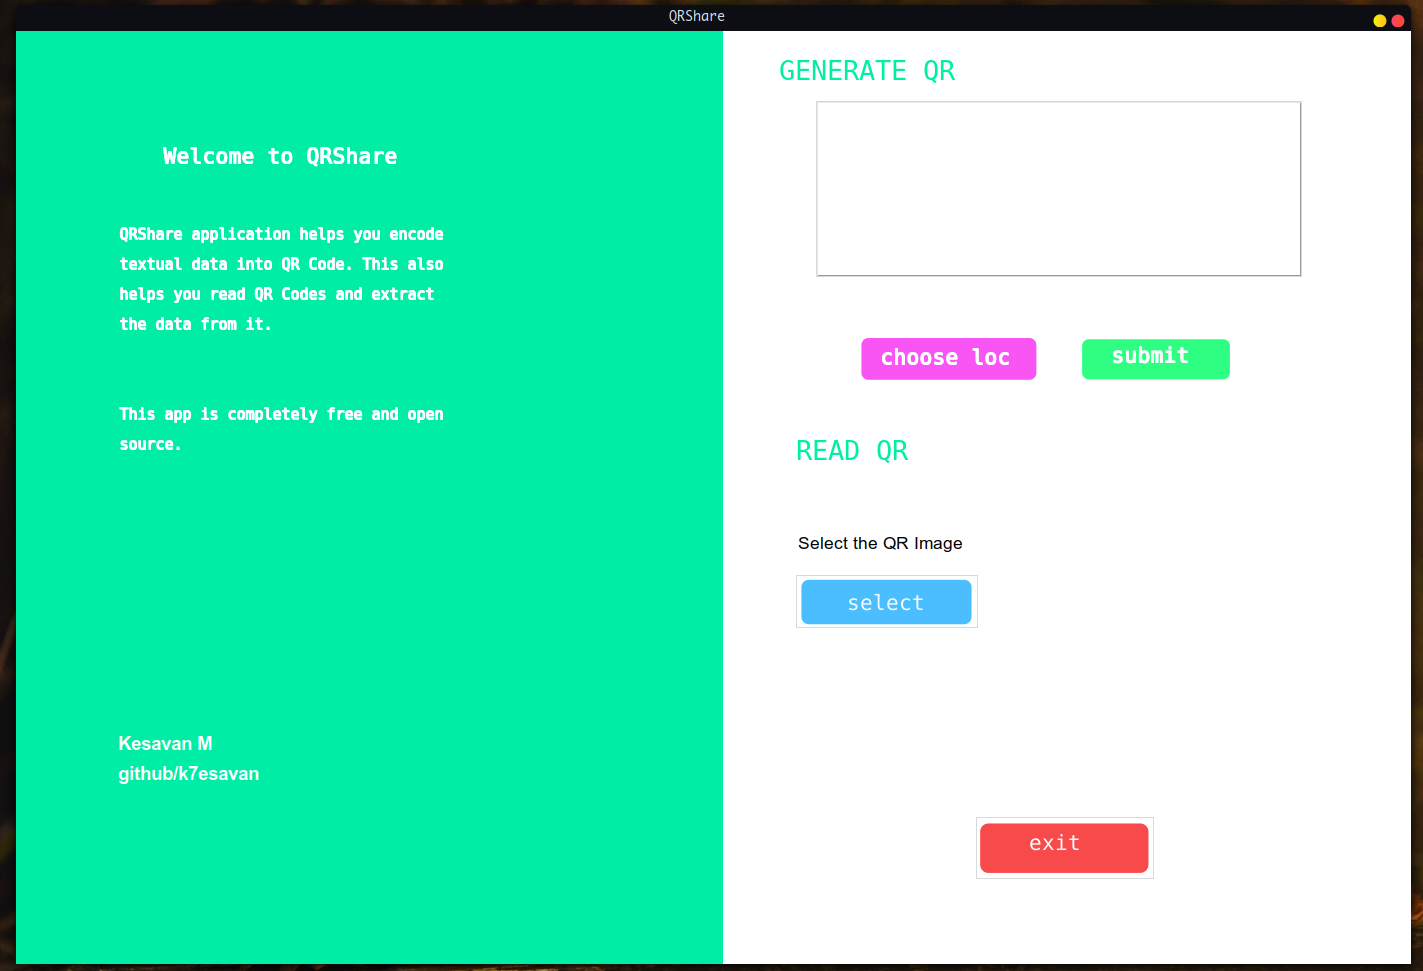 QRShare
Welcome to QRShare
QRShare application helps you encode
textual data into QR Code. This also
helps you read QR Codes and extract
the data from it.
This app is completely free and open
source.
Kesavan M
github/k7esavan
GENERATE QR
choose loc
submit
READ QR
Select the QR Image
select
exit